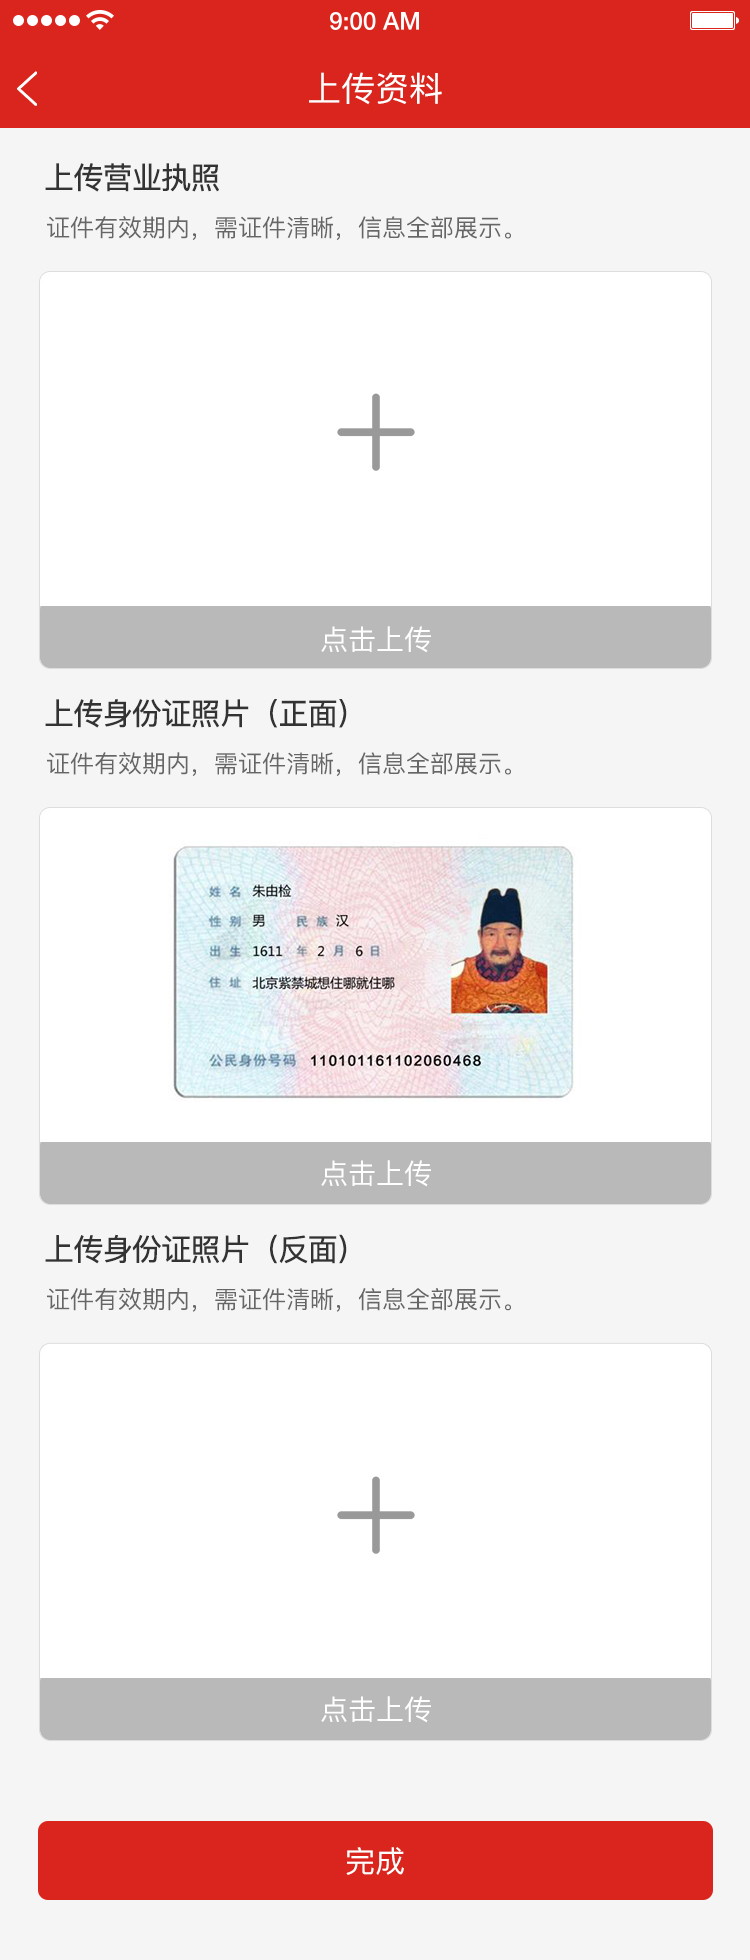 9:00 AM
上传资料
上传营业执照
证件有效期内，需证件清晰，信息全部展示。
点击上传
上传身份证照片（正面）
证件有效期内，需证件清晰，信息全部展示。
姓 名 朱由检
性 别 男 民 族 汉
出 生 1611 年 2 月 6 日
住 址 北京紫禁城想住哪就住哪
公民身份号码 110101161102060468
点击上传
上传身份证照片（反面）
证件有效期内，需证件清晰，信息全部展示。
点击上传
完成